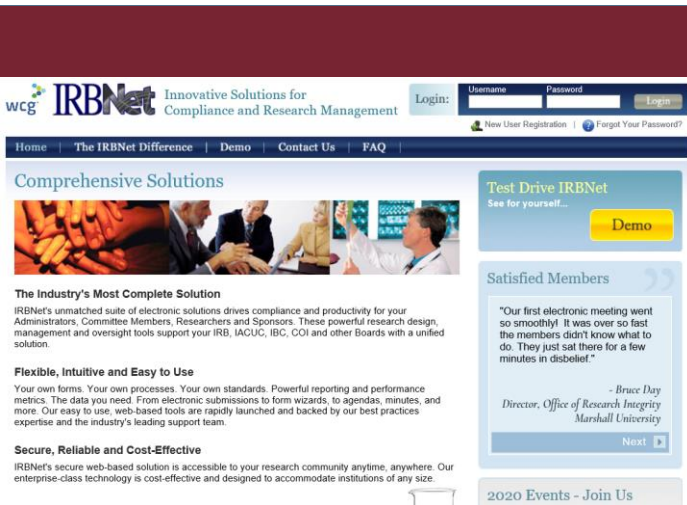 wcg IRBNet
Innovative Solutions for
Compliance and Research Management
Login:
Username Password
Login
New User Registration | Forgot Your Password?
Home | The IRBNet Difference | Demo | Contact Us | FAQ |
Comprehensive Solutions
The Industry's Most Complete Solution
IRBNet's unmatched suite of electronic solutions drives compliance and productivity for your
Administrators, Committee Members, Researchers and Sponsors. These powerful research design,
management and oversight tools support your IRB, IACUC, IBC, COI and other Boards with a unified
solution.
Flexible, Intuitive and Easy to Use
Your own forms. Your own processes. Your own standards. Powerful reporting and performance
metrics. The data you need. From electronic submissions to form wizards, to agendas, minutes, and
more. Our easy to use, web-based tools are rapidly launched and backed by our best practices
expertise and the industry's leading support team.
Secure, Reliable and Cost-Effective
IRBNet's secure web-based solution is accessible to your research community anytime, anywhere. Our
enterprise-class technology is cost-effective and designed to accommodate institutions of any size.
Test Drive IRBNet
See for yourself...
Demo
Satisfied Members
"Our first electronic meeting went
so smoothly! It was over so fast
the members didn't know what to
do. They just sat there for a few
minutes in disbelief."
- Bruce Day
Director, Office of Research Integrity
Marshall University
Next
2020 Events - Join Us